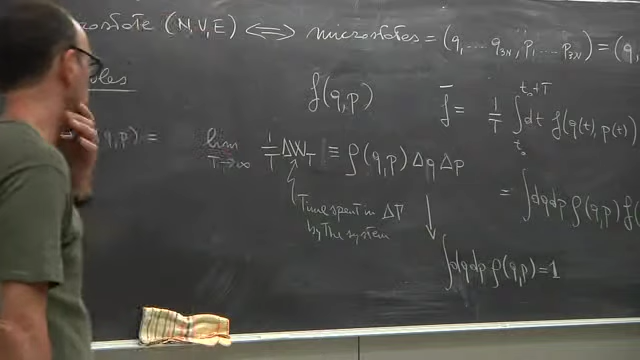 (N,V,E) ⟺ microstates = (q₁ ... q₃ₙ, p₁ ... p₃ₙ) = (q,
f(q,p)
f̄ = 1/T ∫ₜ₀^(t₀+T) dt f(q(t), p(t))
q,p) = lim T→∞ 1/T ΔW_T ≡ ρ(q,p) Δq Δp
Time spent in ΔΓ
by the system
= ∫dqdp ρ(q,p) f(
∫dqdp ρ(q,p) = 1